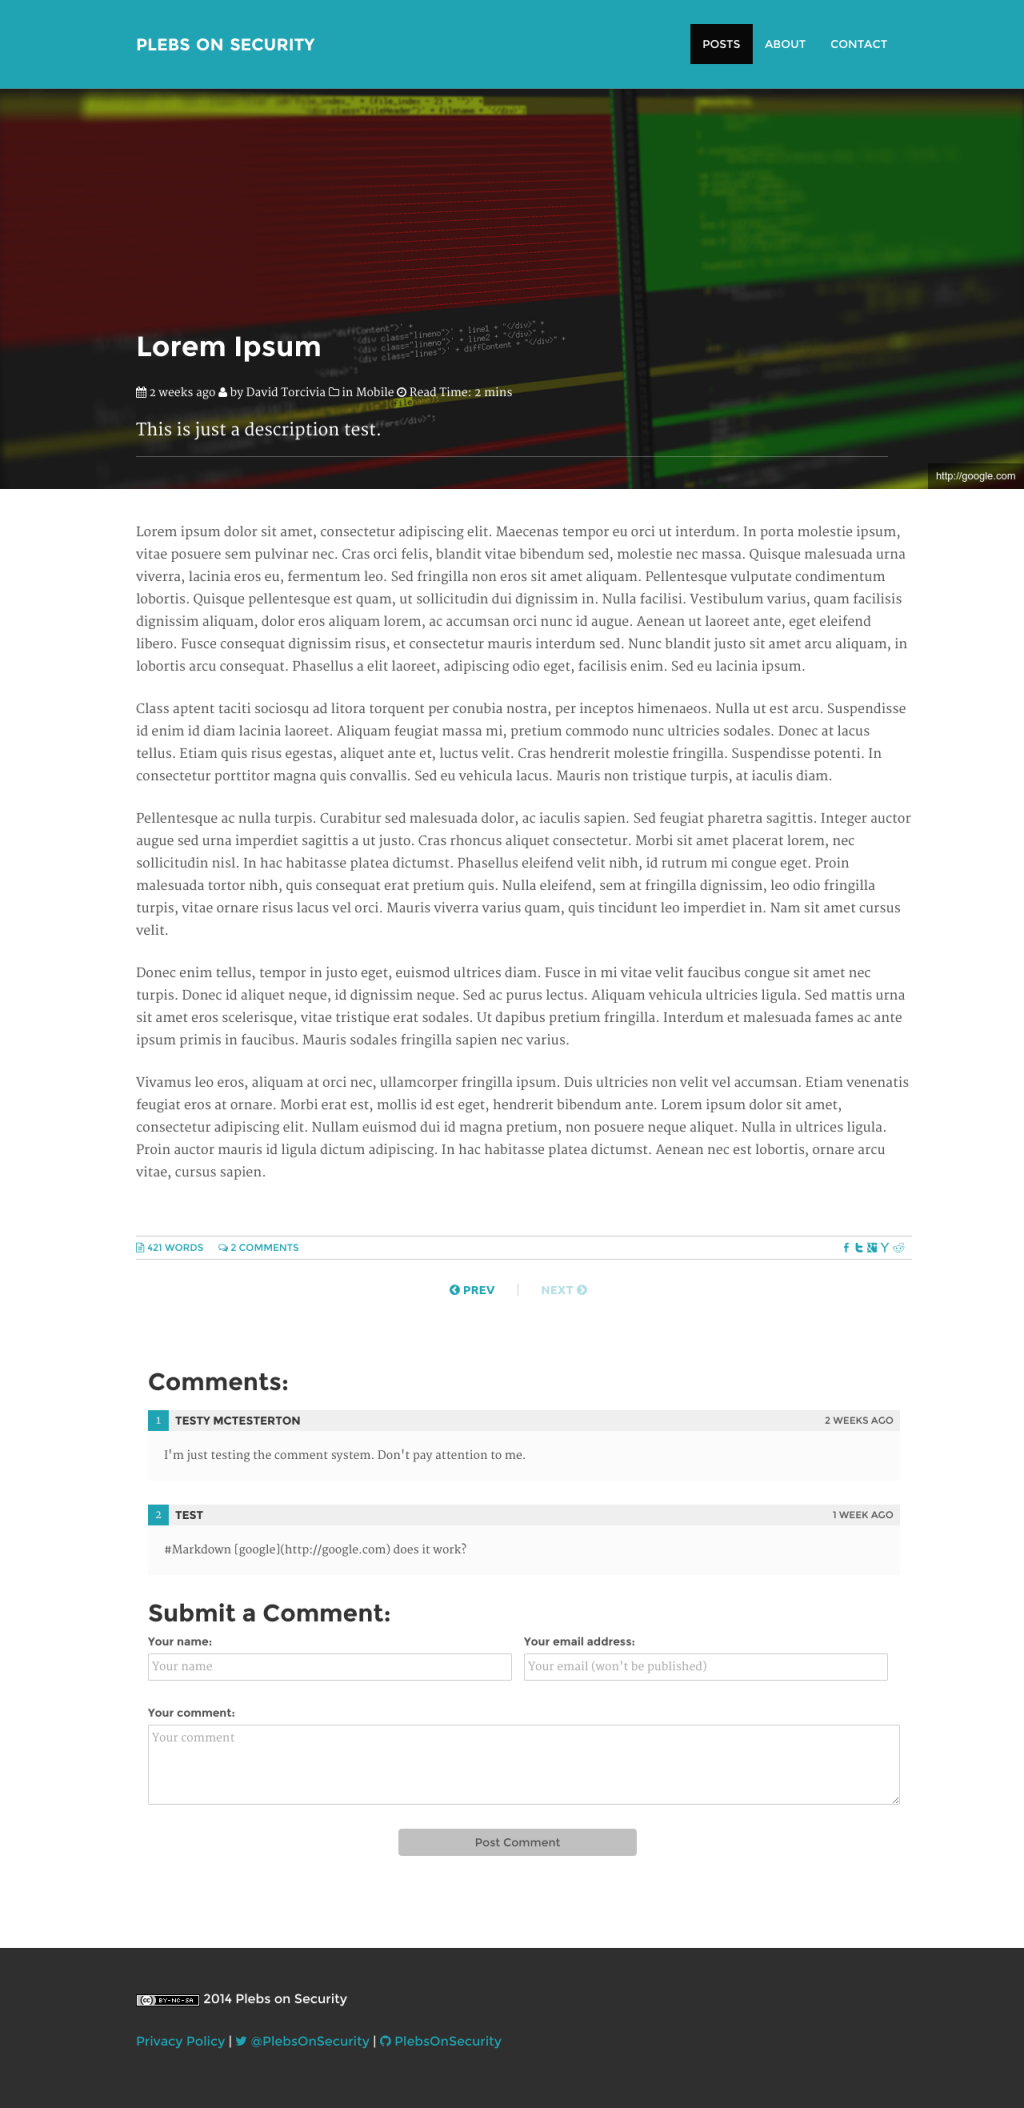 PLEBS ON SECURITY
POSTS ABOUT CONTACT
<div class="fileHeader">' + filename + '</div>'
<div class="lineno">' + line1 + "</div>" +
<div class="lineno">' + line2 + "</div>" +
<div class="lines">' + diffContent + "</div>" +
Lorem Ipsum
2 weeks ago by David Torcivia in Mobile Read Time: 2 mins
This is just a description test.
http://google.com
Lorem ipsum dolor sit amet, consectetur adipiscing elit. Maecenas tempor eu orci ut interdum. In porta molestie ipsum,
vitae posuere sem pulvinar nec. Cras orci felis, blandit vitae bibendum sed, molestie nec massa. Quisque malesuada urna
viverra, lacinia eros eu, fermentum leo. Sed fringilla non eros sit amet aliquam. Pellentesque vulputate condimentum
lobortis. Quisque pellentesque est quam, ut sollicitudin dui dignissim in. Nulla facilisi. Vestibulum varius, quam facilisis
dignissim aliquam, dolor eros aliquam lorem, ac accumsan orci nunc id augue. Aenean ut laoreet ante, eget eleifend
libero. Fusce consequat dignissim risus, et consectetur mauris interdum sed. Nunc blandit justo sit amet arcu aliquam, in
lobortis arcu consequat. Phasellus a elit laoreet, adipiscing odio eget, facilisis enim. Sed eu lacinia ipsum.
Class aptent taciti sociosqu ad litora torquent per conubia nostra, per inceptos himenaeos. Nulla ut est arcu. Suspendisse
id enim id diam lacinia laoreet. Aliquam feugiat massa mi, pretium commodo nunc ultricies sodales. Donec at lacus
tellus. Etiam quis risus egestas, aliquet ante et, luctus velit. Cras hendrerit molestie fringilla. Suspendisse potenti. In
consectetur porttitor magna quis convallis. Sed eu vehicula lacus. Mauris non tristique turpis, at iaculis diam.
Pellentesque ac nulla turpis. Curabitur sed malesuada dolor, ac iaculis sapien. Sed feugiat pharetra sagittis. Integer auctor
augue sed urna imperdiet sagittis a ut justo. Cras rhoncus aliquet consectetur. Morbi sit amet placerat lorem, nec
sollicitudin nisl. In hac habitasse platea dictumst. Phasellus eleifend velit nibh, id rutrum mi congue eget. Proin
malesuada tortor nibh, quis consequat erat pretium quis. Nulla eleifend, sem at fringilla dignissim, leo odio fringilla
turpis, vitae ornare risus lacus vel orci. Mauris viverra varius quam, quis tincidunt leo imperdiet in. Nam sit amet cursus
velit.
Donec enim tellus, tempor in justo eget, euismod ultrices diam. Fusce in mi vitae velit faucibus congue sit amet nec
turpis. Donec id aliquet neque, id dignissim neque. Sed ac purus lectus. Aliquam vehicula ultricies ligula. Sed mattis urna
sit amet eros scelerisque, vitae tristique erat sodales. Ut dapibus pretium fringilla. Interdum et malesuada fames ac ante
ipsum primis in faucibus. Mauris sodales fringilla sapien nec varius.
Vivamus leo eros, aliquam at orci nec, ullamcorper fringilla ipsum. Duis ultricies non velit vel accumsan. Etiam venenatis
feugiat eros at ornare. Morbi erat est, mollis id est eget, hendrerit bibendum ante. Lorem ipsum dolor sit amet,
consectetur adipiscing elit. Nullam euismod dui id magna pretium, non posuere neque aliquet. Nulla in ultrices ligula.
Proin auctor mauris id ligula dictum adipiscing. In hac habitasse platea dictumst. Aenean nec est lobortis, ornare arcu
vitae, cursus sapien.
421 WORDS 2 COMMENTS
PREV | NEXT
Comments:
1 TESTY MCTESTERTON 2 WEEKS AGO
I'm just testing the comment system. Don't pay attention to me.
2 TEST 1 WEEK AGO
#Markdown [google](http://google.com) does it work?
Submit a Comment:
Your name: Your email address:
Your name Your email (won't be published)
Your comment:
Your comment
Post Comment
cc BY-NC-SA 2014 Plebs on Security
Privacy Policy | @PlebsOnSecurity | PlebsOnSecurity